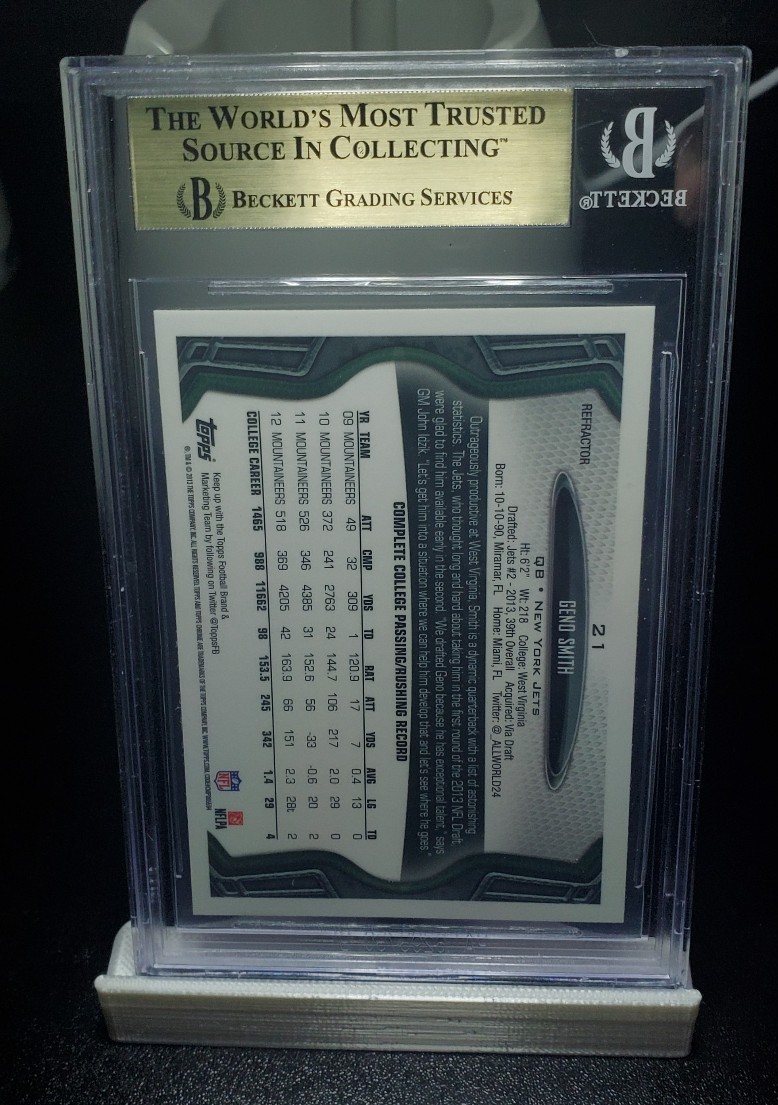 THE WORLD'S MOST TRUSTED
SOURCE IN COLLECTING™
B BECKETT GRADING SERVICES
B
BECKETT®
REFRACTOR
21
GENO SMITH
QB • NEW YORK JETS
Ht: 6'2" Wt: 218 College: West Virginia
Drafted: Jets #2 - 2013, 39th Overall Acquired: Via Draft
Born: 10-10-90, Miramar, FL Home: Miami, FL Twitter: @_ALLWORLD24
Outrageously productive at West Virginia, Smith is a dynamic quarterback with a list of astonishing
statistics. The Jets, who thought long and hard about taking him in the first round of the 2013 NFL Draft,
were glad to find him available early in the second. "We drafted Geno because he has exceptional talent," says
GM John Idzik. "Let's get him into a situation where we can help him develop that and let's see where he goes."
COMPLETE COLLEGE PASSING/RUSHING RECORD
YR TEAM ATT CMP YDS TD RAT ATT YDS AVG LG TD
09 MOUNTAINEERS 49 32 309 1 120.9 17 7 0.4 13 0
10 MOUNTAINEERS 372 241 2763 24 144.7 106 217 2.0 29 0
11 MOUNTAINEERS 526 346 4385 31 152.6 56 -33 -0.6 20 2
12 MOUNTAINEERS 518 369 4205 42 163.9 66 151 2.3 28t 2
COLLEGE CAREER 1465 988 11662 98 153.5 245 342 1.4 29 4
topps
Keep up with the Topps Football Brand &
Marketing Team by following on Twitter @ToppsFB
NFL
NFLPA